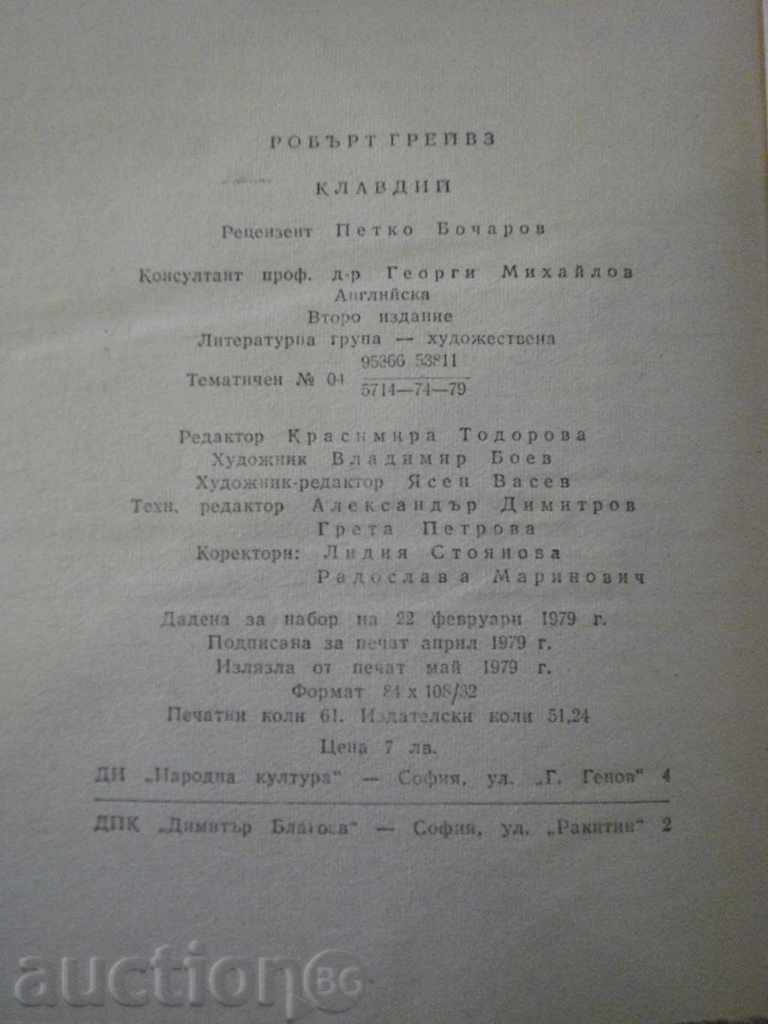 РОБЪРТ ГРЕЙВЗ
КЛАВДИЙ
Рецензент Петко Бочаров
Консултант проф. д-р Георги Михайлов
Английска
Второ издание
Литературна група — художествена
95366 53811
Тематичен № 04
5714—74—79
Редактор Красимира Тодорова
Художник Владимир Боев
Художник-редактор Ясен Васев
Техн. редактор Александър Димитров
Грета Петрова
Коректори: Лидия Стоянова
Радослава Маринович
Дадена за набор на 22 февруари 1979 г.
Подписана за печат април 1979 г.
Излязла от печат май 1979 г.
Формат 84 х 108/32
Печатни коли 61. Издателски коли 51,24
Цена 7 лв.
ДИ „Народна култура“ — София, ул. „Г. Генов“ 4
ДПК „Димитър Благоев“ — София, ул. „Ракитин“ 2
auctionBG